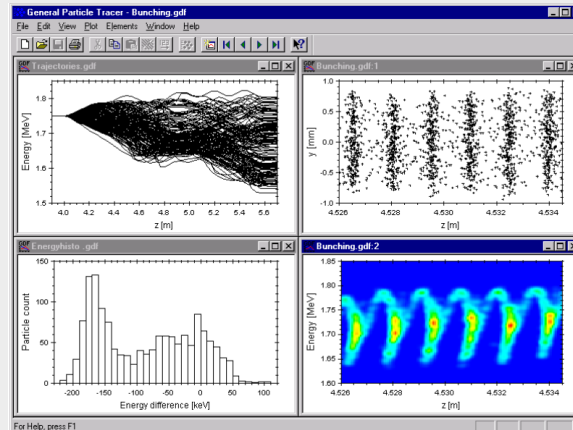 General Particle Tracer - Bunching.gdf
File Edit View Plot Elements Window Help
Trajectories.gdf
Energy [MeV]
1.8
1.7
1.6
1.5
4.0 4.2 4.4 4.6 4.8 5.0 5.2 5.4 5.6
z [m]
Bunching.gdf:1
y [mm]
1.0
0.5
0.0
-0.5
-1.0
4.526 4.528 4.530 4.532 4.534
z [m]
Energyhisto .gdf
Particle count
150
100
50
0
-200 -150 -100 -50 0 50 100
Energy difference [keV]
Bunching.gdf:2
Energy [MeV]
1.85
1.80
1.75
1.70
1.65
1.60
4.526 4.528 4.530 4.532 4.534
z [m]
For Help, press F1